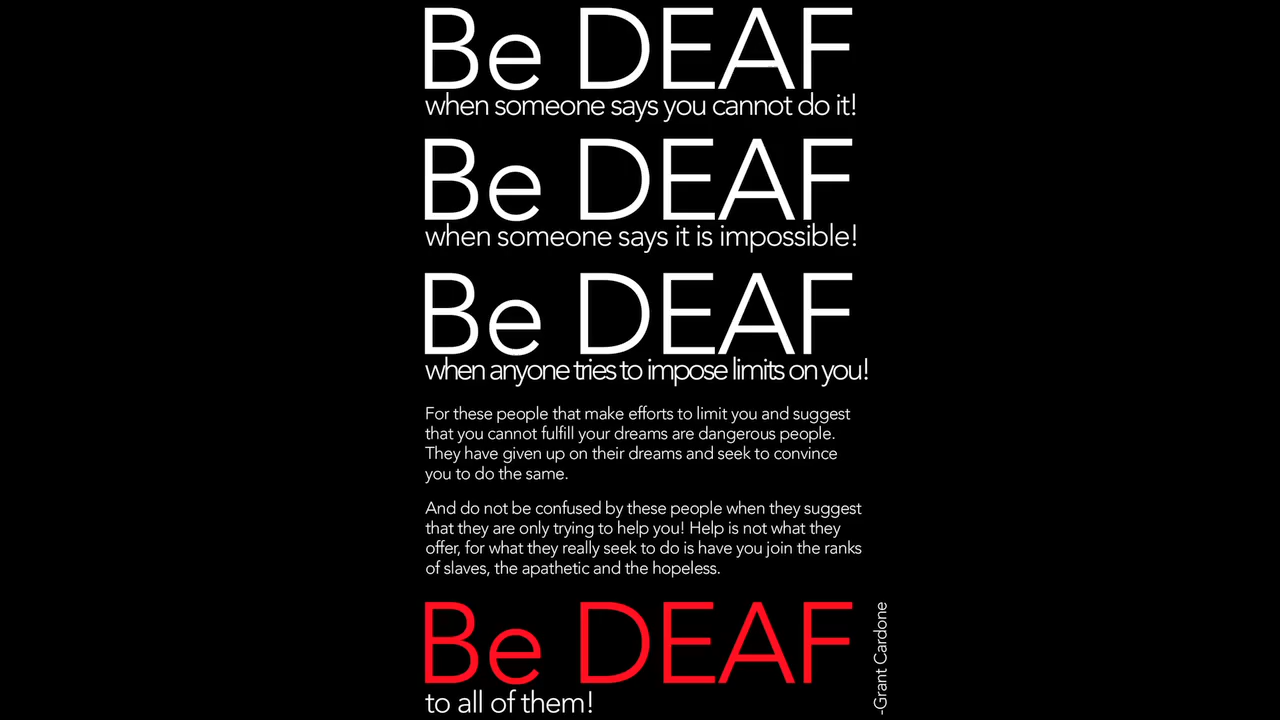 Be DEAF
when someone says you cannot do it!
Be DEAF
when someone says it is impossible!
Be DEAF
when anyone tries to impose limits on you!
For these people that make efforts to limit you and suggest
that you cannot fulfill your dreams are dangerous people.
They have given up on their dreams and seek to convince
you to do the same.
And do not be confused by these people when they suggest
that they are only trying to help you! Help is not what they
offer, for what they really seek to do is have you join the ranks
of slaves, the apathetic and the hopeless.
Be DEAF
to all of them!
-Grant Cardone